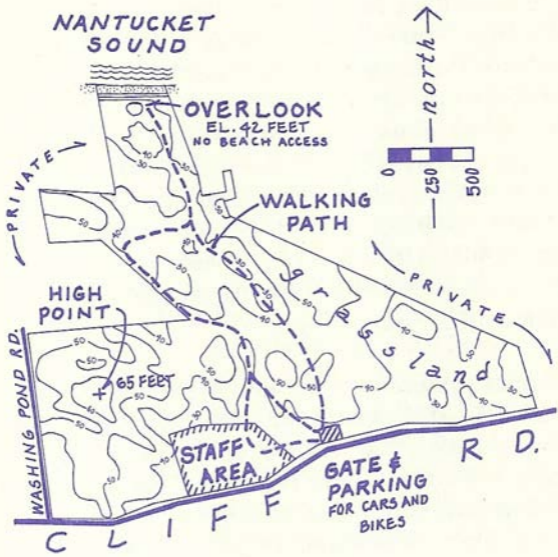 NANTUCKET
SOUND
north
OVERLOOK
EL. 42 FEET
NO BEACH ACCESS
0 250 500
PRIVATE
WALKING
PATH
PRIVATE
grassland
HIGH
POINT
65 FEET
WASHING POND RD.
STAFF
AREA
GATE &
PARKING
FOR CARS AND
BIKES
CLIFF RD.